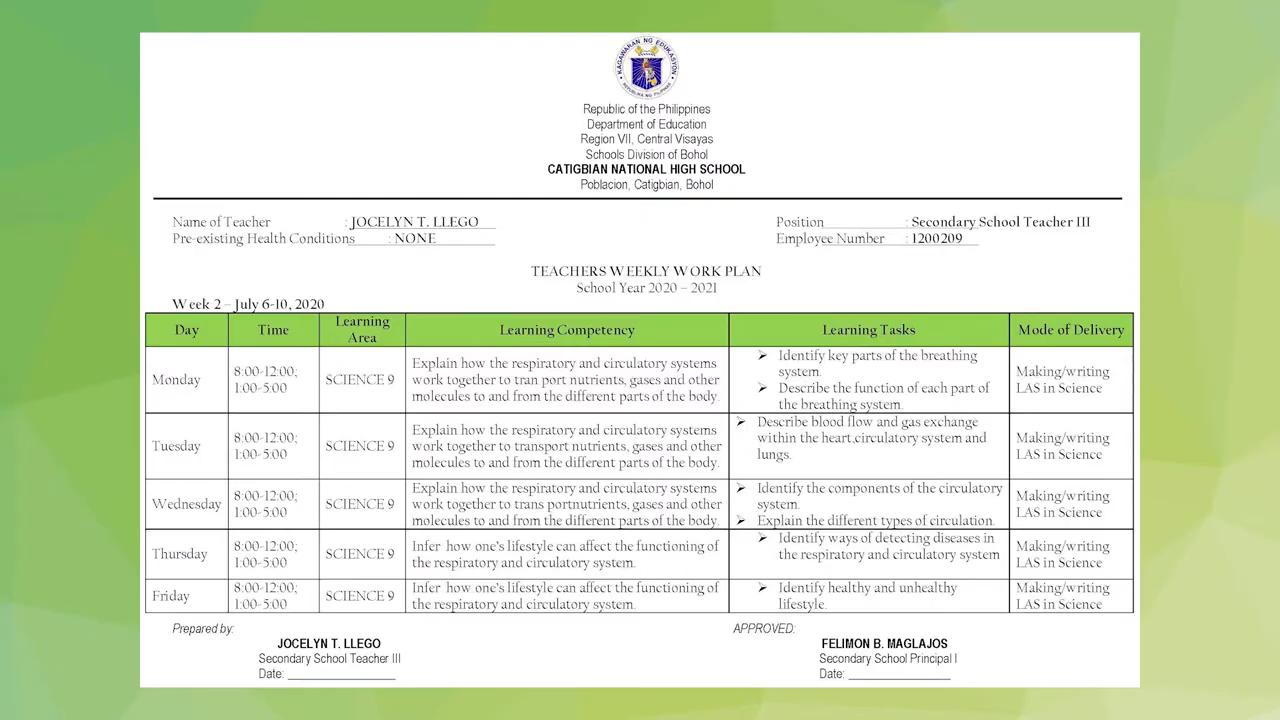 KAGAWARAN NG EDUKASYON
REPUBLIKA NG PILIPINAS
Republic of the Philippines
Department of Education
Region VII, Central Visayas
Schools Division of Bohol
CATIGBIAN NATIONAL HIGH SCHOOL
Poblacion, Catigbian, Bohol
Name of Teacher : JOCELYN T. LLEGO
Position : Secondary School Teacher III
Pre-existing Health Conditions : NONE
Employee Number : 1200209
TEACHERS WEEKLY WORK PLAN
School Year 2020 – 2021
Week 2 – July 6-10, 2020
Day Time Learning Area Learning Competency Learning Tasks Mode of Delivery
Monday
8:00-12:00;
1:00-5:00
SCIENCE 9
Explain how the respiratory and circulatory systems
work together to tran port nutrients, gases and other
molecules to and from the different parts of the body.
➢ Identify key parts of the breathing
system.
➢ Describe the function of each part of
the breathing system.
Making/writing
LAS in Science
Tuesday
8:00-12:00;
1:00-5:00
SCIENCE 9
Explain how the respiratory and circulatory systems
work together to transport nutrients, gases and other
molecules to and from the different parts of the body.
➢ Describe blood flow and gas exchange
within the heart,circulatory system and
lungs.
Making/writing
LAS in Science
Wednesday
8:00-12:00;
1:00-5:00
SCIENCE 9
Explain how the respiratory and circulatory systems
work together to trans portnutrients, gases and other
molecules to and from the different parts of the body.
➢ Identify the components of the circulatory
system.
➢ Explain the different types of circulation.
Making/writing
LAS in Science
Thursday
8:00-12:00;
1:00-5:00
SCIENCE 9
Infer how one's lifestyle can affect the functioning of
the respiratory and circulatory system.
➢ Identify ways of detecting diseases in
the respiratory and circulatory system
Making/writing
LAS in Science
Friday
8:00-12:00;
1:00-5:00
SCIENCE 9
Infer how one's lifestyle can affect the functioning of
the respiratory and circulatory system.
➢ Identify healthy and unhealthy
lifestyle.
Making/writing
LAS in Science
Prepared by:
JOCELYN T. LLEGO
Secondary School Teacher III
Date: ________________
APPROVED:
FELIMON B. MAGLAJOS
Secondary School Principal I
Date: ________________